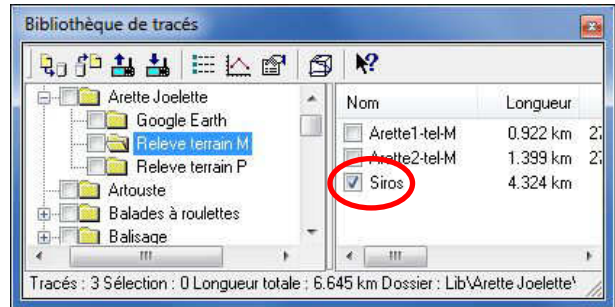 Bibliothèque de tracés
Arette Joelette
Google Earth
Releve terrain M
Releve terrain P
Artouste
Balades à roulettes
Balisage
Nom Longueur
Arette1-tel-M 0.922 km 27
Arette2-tel-M 1.399 km 27
Siros 4.324 km
Tracés : 3 Sélection : 0 Longueur totale : 6.645 km Dossier : Lib\Arette Joelette\